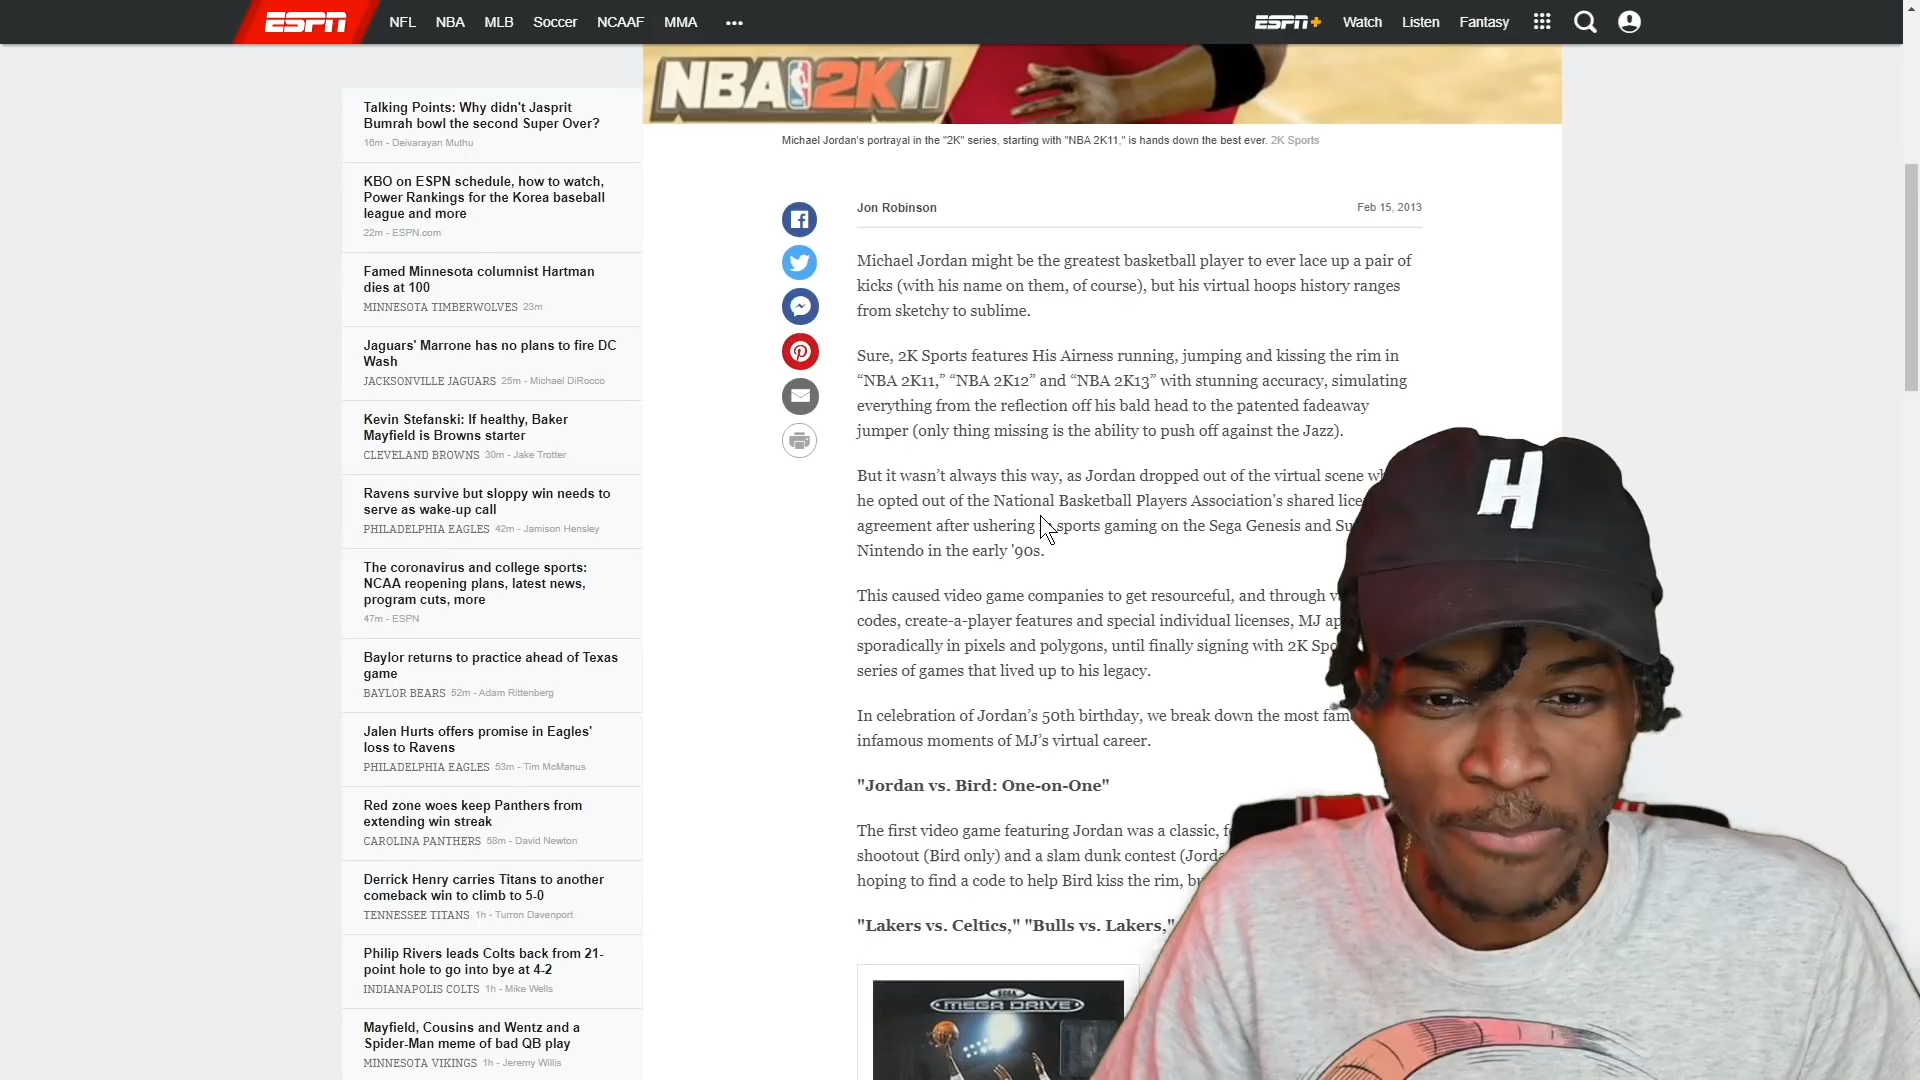 ESPN NFL NBA MLB Soccer NCAAF MMA ESPN+ Watch Listen Fantasy
NBA 2K11
Michael Jordan's portrayal in the "2K" series, starting with "NBA 2K11," is hands down the best ever. 2K Sports
Talking Points: Why didn't Jasprit
Bumrah bowl the second Super Over?
16m - Deivarayan Muthu
KBO on ESPN schedule, how to watch,
Power Rankings for the Korea baseball
league and more
22m - ESPN.com
Famed Minnesota columnist Hartman
dies at 100
MINNESOTA TIMBERWOLVES 23m
Jaguars' Marrone has no plans to fire DC
Wash
JACKSONVILLE JAGUARS 25m - Michael DiRocco
Kevin Stefanski: If healthy, Baker
Mayfield is Browns starter
CLEVELAND BROWNS 30m - Jake Trotter
Ravens survive but sloppy win needs to
serve as wake-up call
PHILADELPHIA EAGLES 42m - Jamison Hensley
The coronavirus and college sports:
NCAA reopening plans, latest news,
program cuts, more
47m - ESPN
Baylor returns to practice ahead of Texas
game
BAYLOR BEARS 52m - Adam Rittenberg
Jalen Hurts offers promise in Eagles'
loss to Ravens
PHILADELPHIA EAGLES 53m - Tim McManus
Red zone woes keep Panthers from
extending win streak
CAROLINA PANTHERS 58m - David Newton
Derrick Henry carries Titans to another
comeback win to climb to 5-0
TENNESSEE TITANS 1h - Turron Davenport
Philip Rivers leads Colts back from 21-
point hole to go into bye at 4-2
INDIANAPOLIS COLTS 1h - Mike Wells
Mayfield, Cousins and Wentz and a
Spider-Man meme of bad QB play
MINNESOTA VIKINGS 1h - Jeremy Willis
Jon Robinson Feb 15, 2013
Michael Jordan might be the greatest basketball player to ever lace up a pair of
kicks (with his name on them, of course), but his virtual hoops history ranges
from sketchy to sublime.
Sure, 2K Sports features His Airness running, jumping and kissing the rim in
“NBA 2K11,” “NBA 2K12” and “NBA 2K13” with stunning accuracy, simulating
everything from the reflection off his bald head to the patented fadeaway
jumper (only thing missing is the ability to push off against the Jazz).
But it wasn’t always this way, as Jordan dropped out of the virtual scene
he opted out of the National Basketball Players Association's shared
agreement after ushering sports gaming on the Sega Genesis and
Nintendo in the early '90s.
This caused video game companies to get resourceful, and through
codes, create-a-player features and special individual licenses, MJ
sporadically in pixels and polygons, until finally signing with 2K
series of games that lived up to his legacy.
In celebration of Jordan’s 50th birthday, we break down the most
infamous moments of MJ’s virtual career.
"Jordan vs. Bird: One-on-One"
The first video game featuring Jordan was a classic,
shootout (Bird only) and a slam dunk contest
hoping to find a code to help Bird kiss the rim,
"Lakers vs. Celtics," "Bulls vs. Lakers,"
SEGA
MEGA DRIVE
H